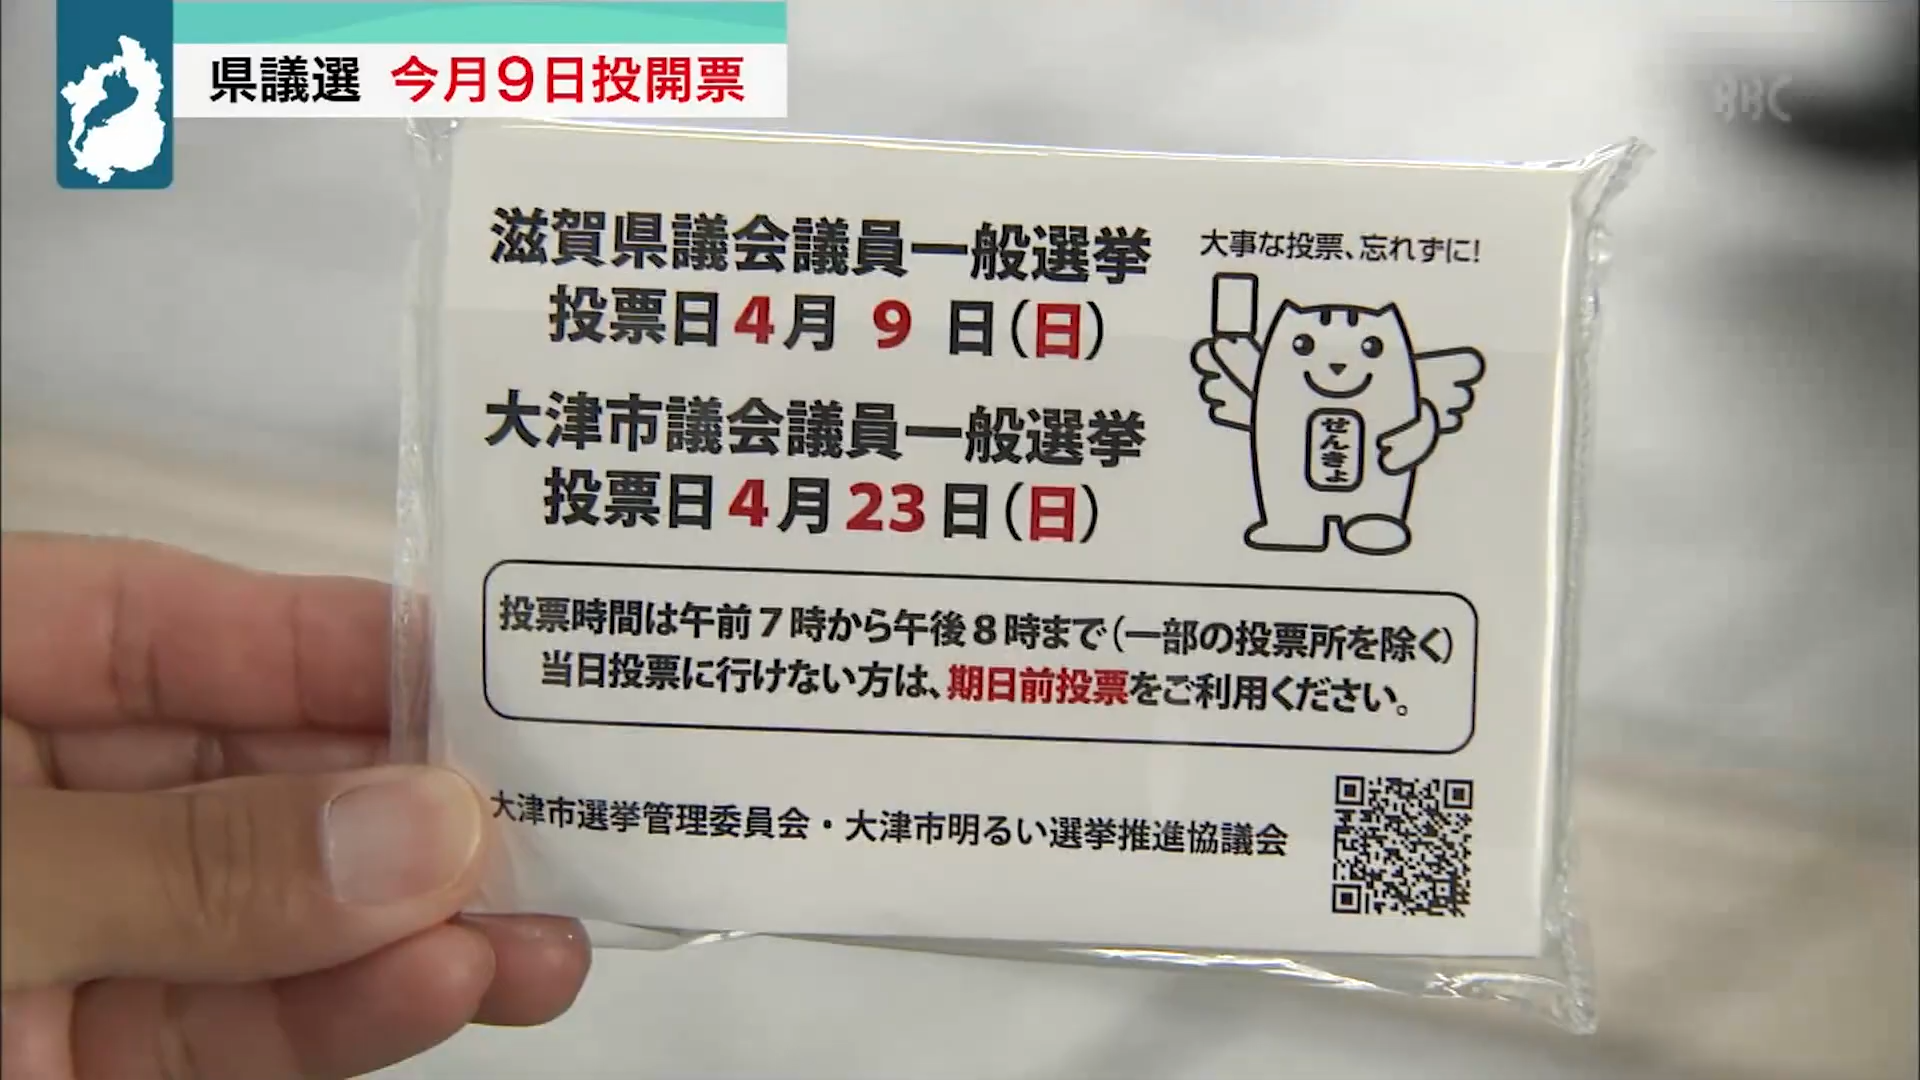 県議選 今月9日投開票
BBC
滋賀県議会議員一般選挙
投票日4月9日(日)
大津市議会議員一般選挙
投票日4月23日(日)
大事な投票、忘れずに!
せんきょ
投票時間は午前7時から午後8時まで(一部の投票所を除く)
当日投票に行けない方は、期日前投票をご利用ください。
大津市選挙管理委員会・大津市明るい選挙推進協議会